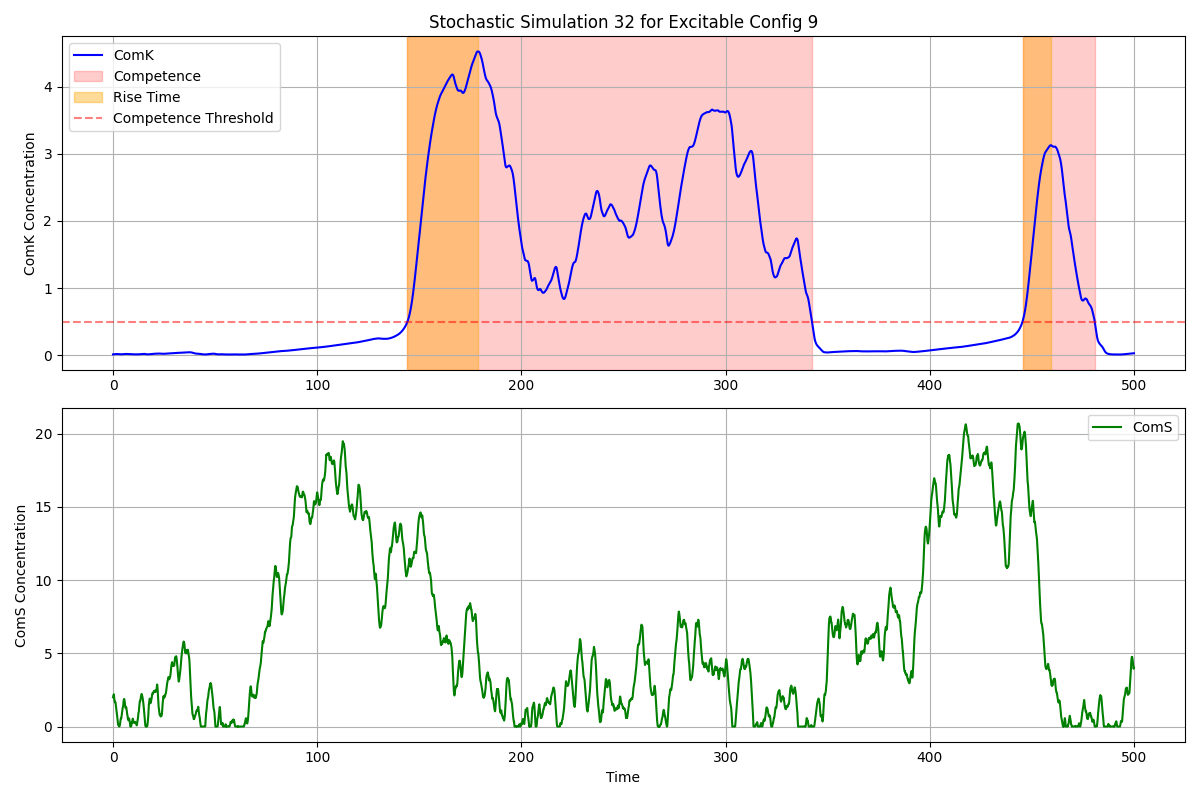 Stochastic Simulation 32 for Excitable Config 9
ComK
Competence
Rise Time
Competence Threshold
ComK Concentration
4
3
2
1
0
0 100 200 300 400 500
ComS
ComS Concentration
20
15
10
5
0
0 100 200 300 400 500
Time